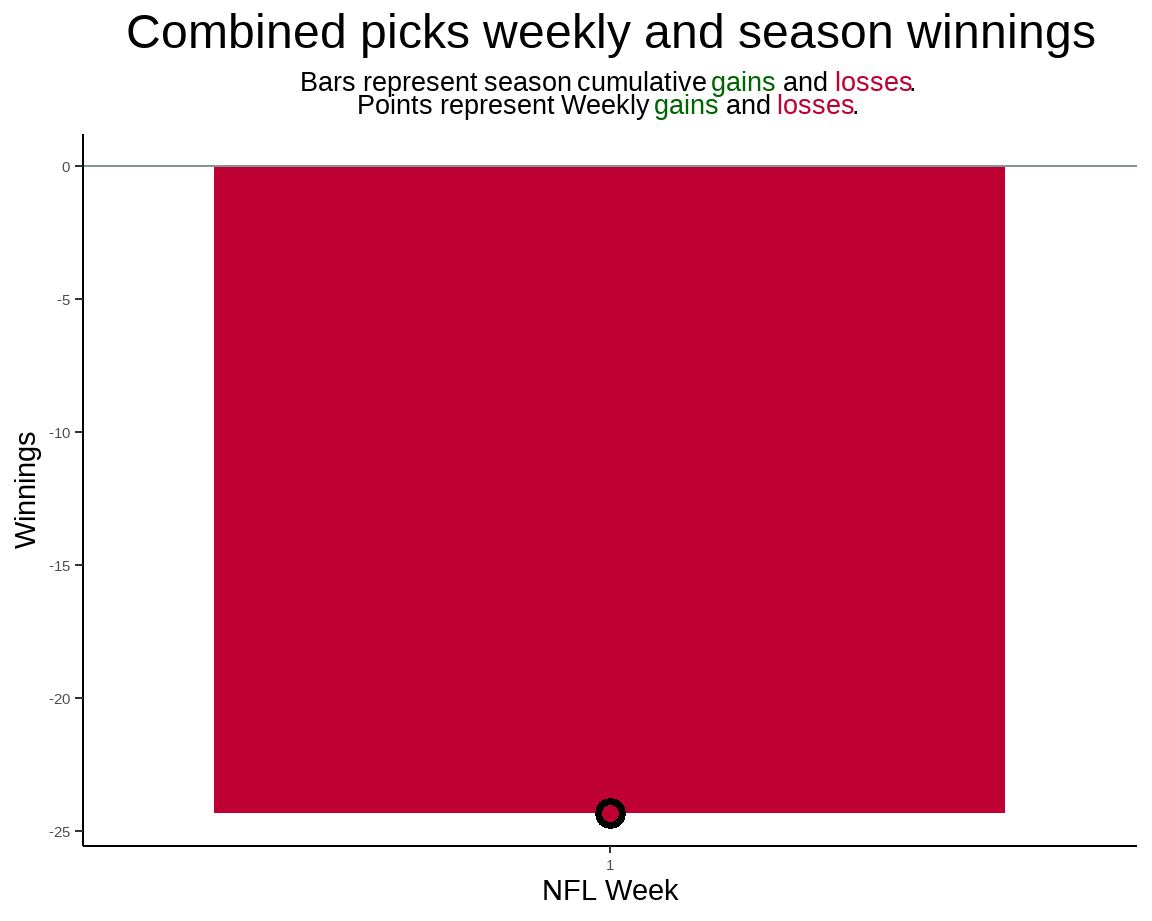 Combined picks weekly and season winnings
Bars represent season cumulative gains and losses.
Points represent Weekly gains and losses.
0
-5
-10
-15
-20
-25
Winnings
1
NFL Week